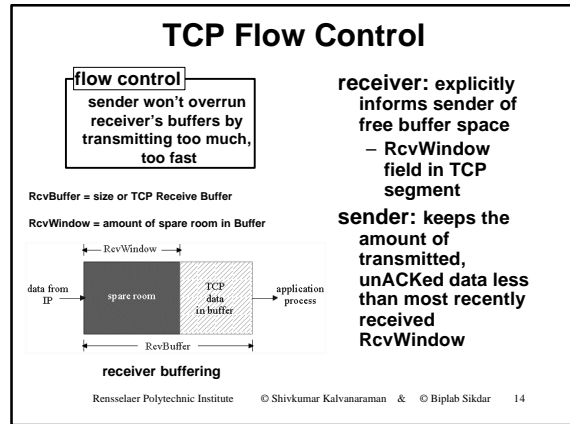 TCP Flow Control
flow control
sender won't overrun
receiver's buffers by
transmitting too much,
too fast
RcvBuffer = size or TCP Receive Buffer
RcvWindow = amount of spare room in Buffer
RcvWindow
data from
IP
spare room
TCP
data
in buffer
application
process
RcvBuffer
receiver buffering
receiver: explicitly
informs sender of
free buffer space
– RcvWindow
field in TCP
segment
sender: keeps the
amount of
transmitted,
unACKed data less
than most recently
received
RcvWindow
Rensselaer Polytechnic Institute © Shivkumar Kalvanaraman & © Biplab Sikdar 14